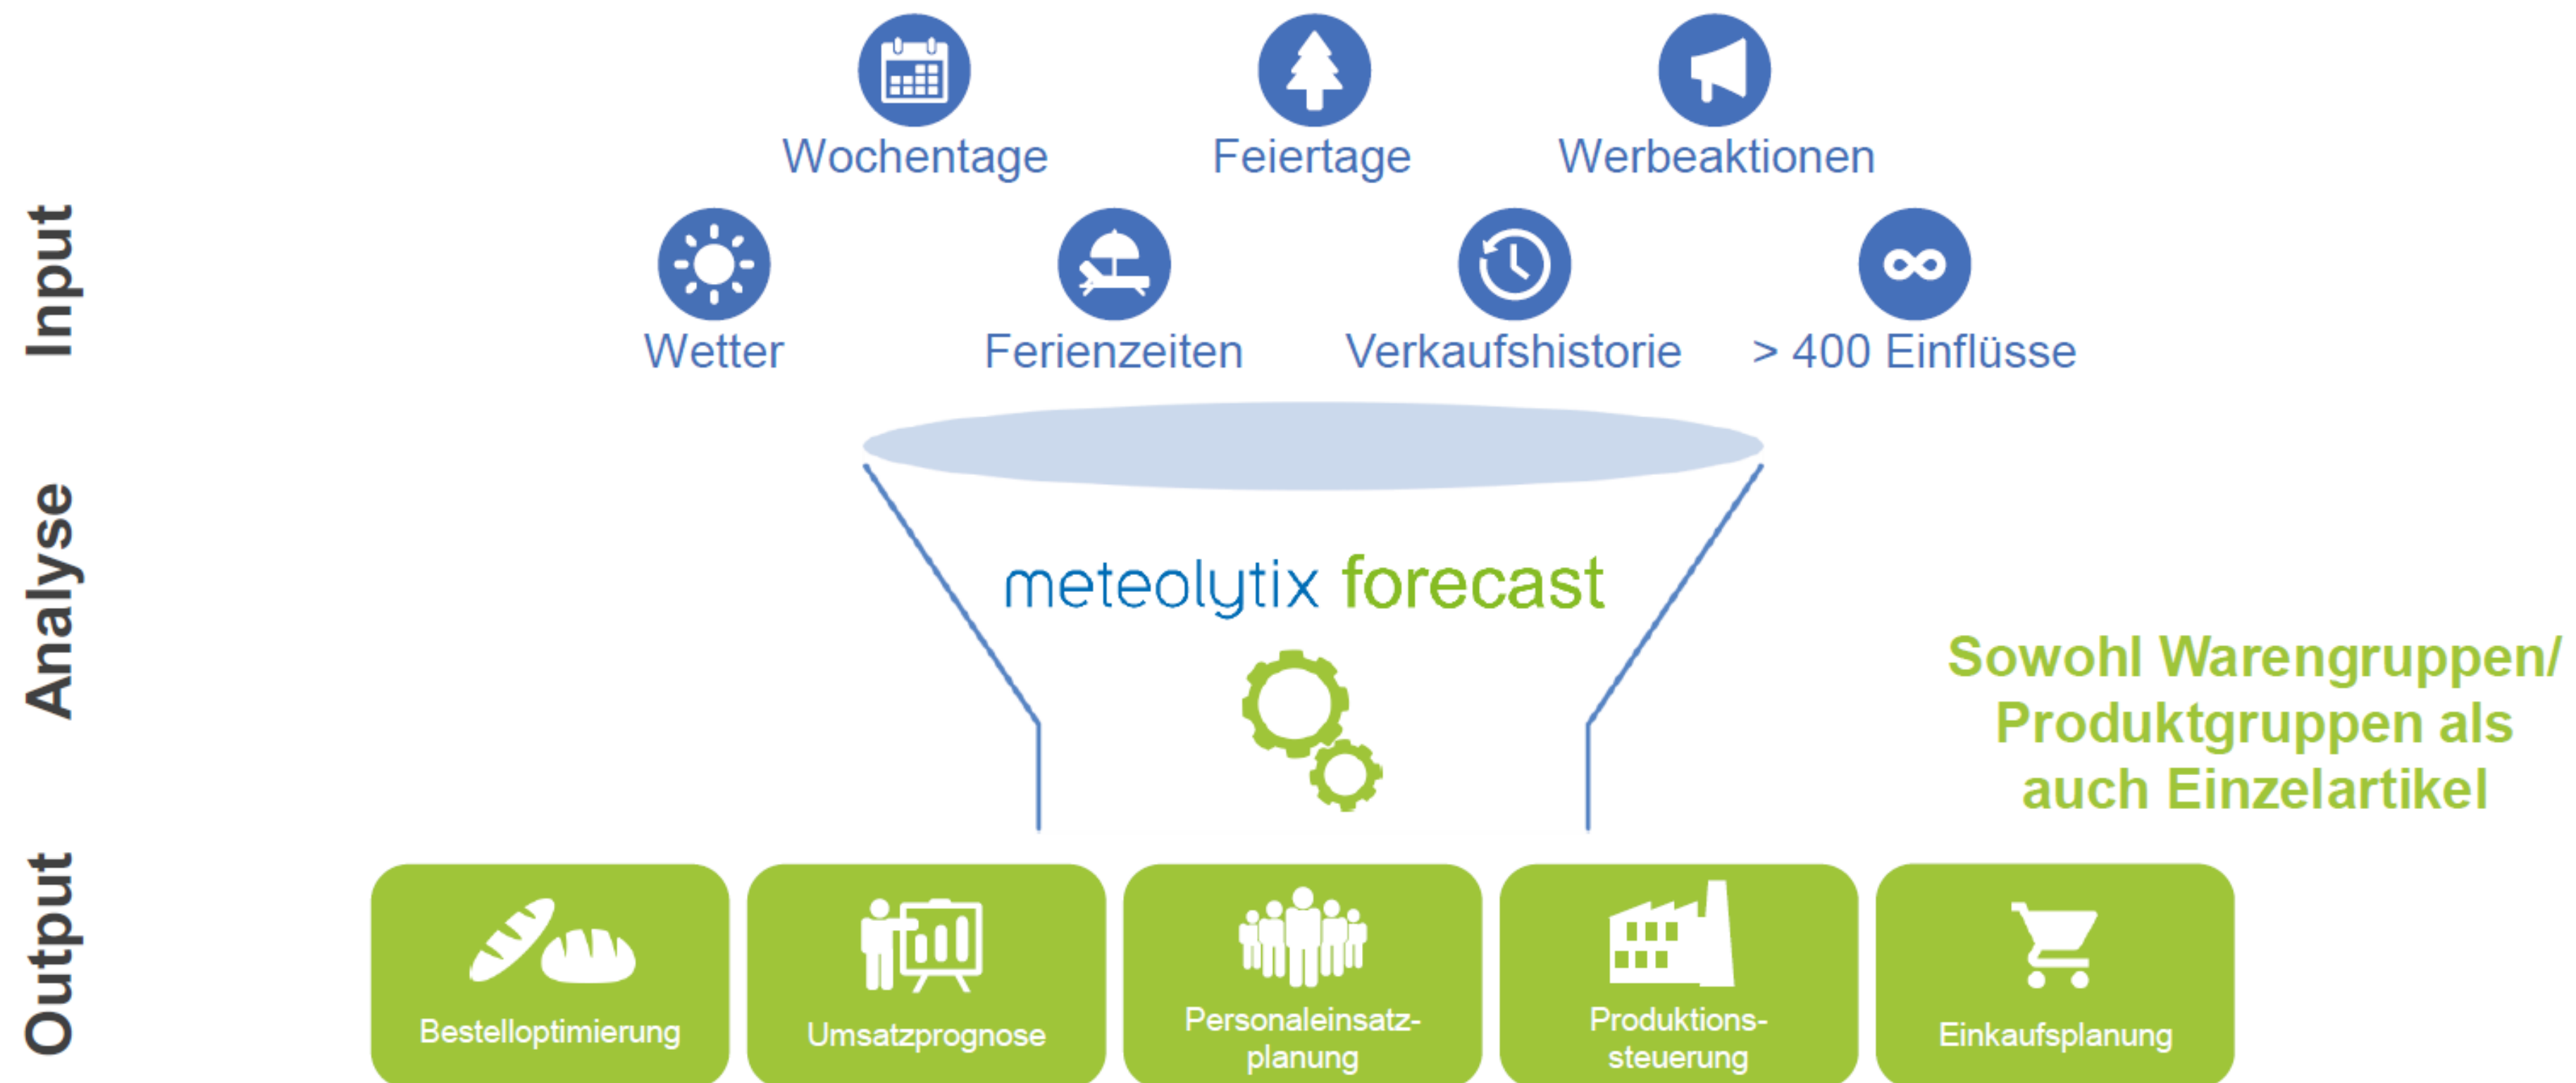 Input
Wochentage
Feiertage
Werbeaktionen
Wetter
Ferienzeiten
Verkaufshistorie
> 400 Einflüsse
Analyse
meteolytix forecast
Sowohl Warengruppen/
Produktgruppen als
auch Einzelartikel
Output
Bestelloptimierung
Umsatzprognose
Personaleinsatz-
planung
Produktions-
steuerung
Einkaufsplanung